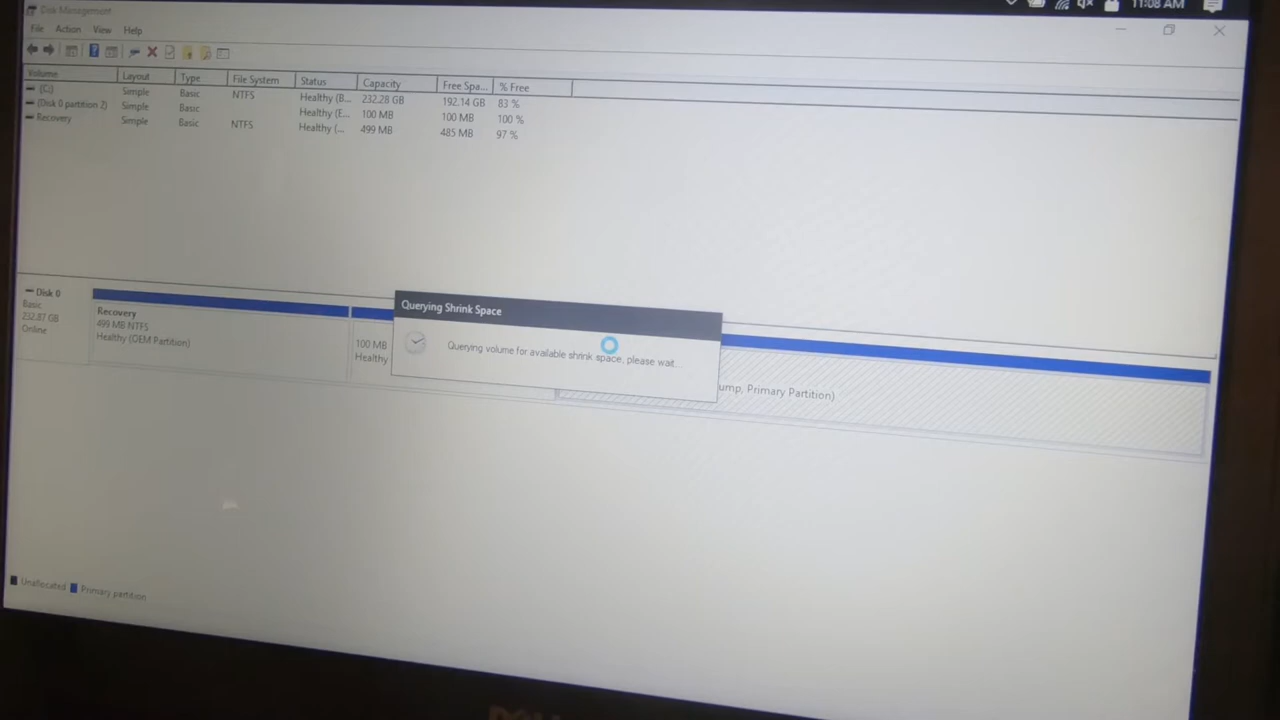 Disk Management
11:08 AM
File Action View Help
Volume Layout Type File System Status Capacity Free Spa... % Free
(C:) Simple Basic NTFS Healthy (B... 232.28 GB 192.14 GB 83 %
(Disk 0 partition 2) Simple Basic Healthy (E... 100 MB 100 MB 100 %
Recovery Simple Basic NTFS Healthy (... 499 MB 485 MB 97 %
Disk 0
Basic
232.87 GB
Online
Recovery
499 MB NTFS
Healthy (OEM Partition)
100 MB
Healthy
Querying Shrink Space
Querying volume for available shrink space, please wait...
ump, Primary Partition)
Unallocated Primary partition